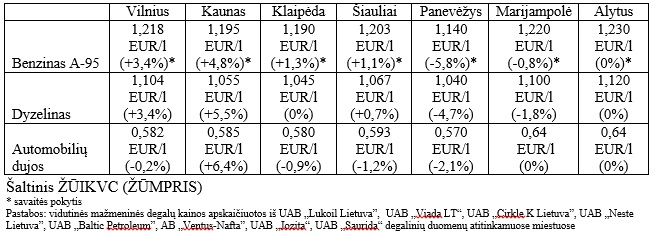 Vilnius Kaunas Klaipėda Šiauliai Panevėžys Marijampolė Alytus
1,218 1,195 1,190 1,203 1,140 1,220 1,230
EUR/l EUR/l EUR/l EUR/l EUR/l EUR/l EUR/l
Benzinas A-95 (+3,4%)* (+4,8%)* (+1,3%)* (+1,1%)* (-5,8%)* (-0,8%)* (0%)*
1,104 1,055 1,045 1,067 1,040 1,100 1,120
EUR/l EUR/l EUR/l EUR/l EUR/l EUR/l EUR/l
Dyzelinas (+3,4%) (+5,5%) (0%) (+0,7%) (-4,7%) (-1,8%) (0%)
0,582 0,585 0,580 0,593 0,570 0,64 0,64
Automobilių EUR/l EUR/l EUR/l EUR/l EUR/l EUR/l EUR/l
dujos (-0,2%) (+6,4%) (-0,9%) (-1,2%) (-2,1%) (0%) (0%)
Šaltinis ŽŪIKVC (ŽŪMPRIS)
* savaitės pokytis
Pastabos: vidutinės mažmeninės degalų kainos apskaičiuotos iš UAB „Lukoil Lietuva”, UAB „Viada LT“, UAB „Cirkle K Lietuva”, UAB „Neste
Lietuva”, UAB „Baltic Petroleum”, AB „Ventus-Nafta”, UAB „Jozita“, UAB „Saurida“ degalinių duomenų atitinkamuose miestuose